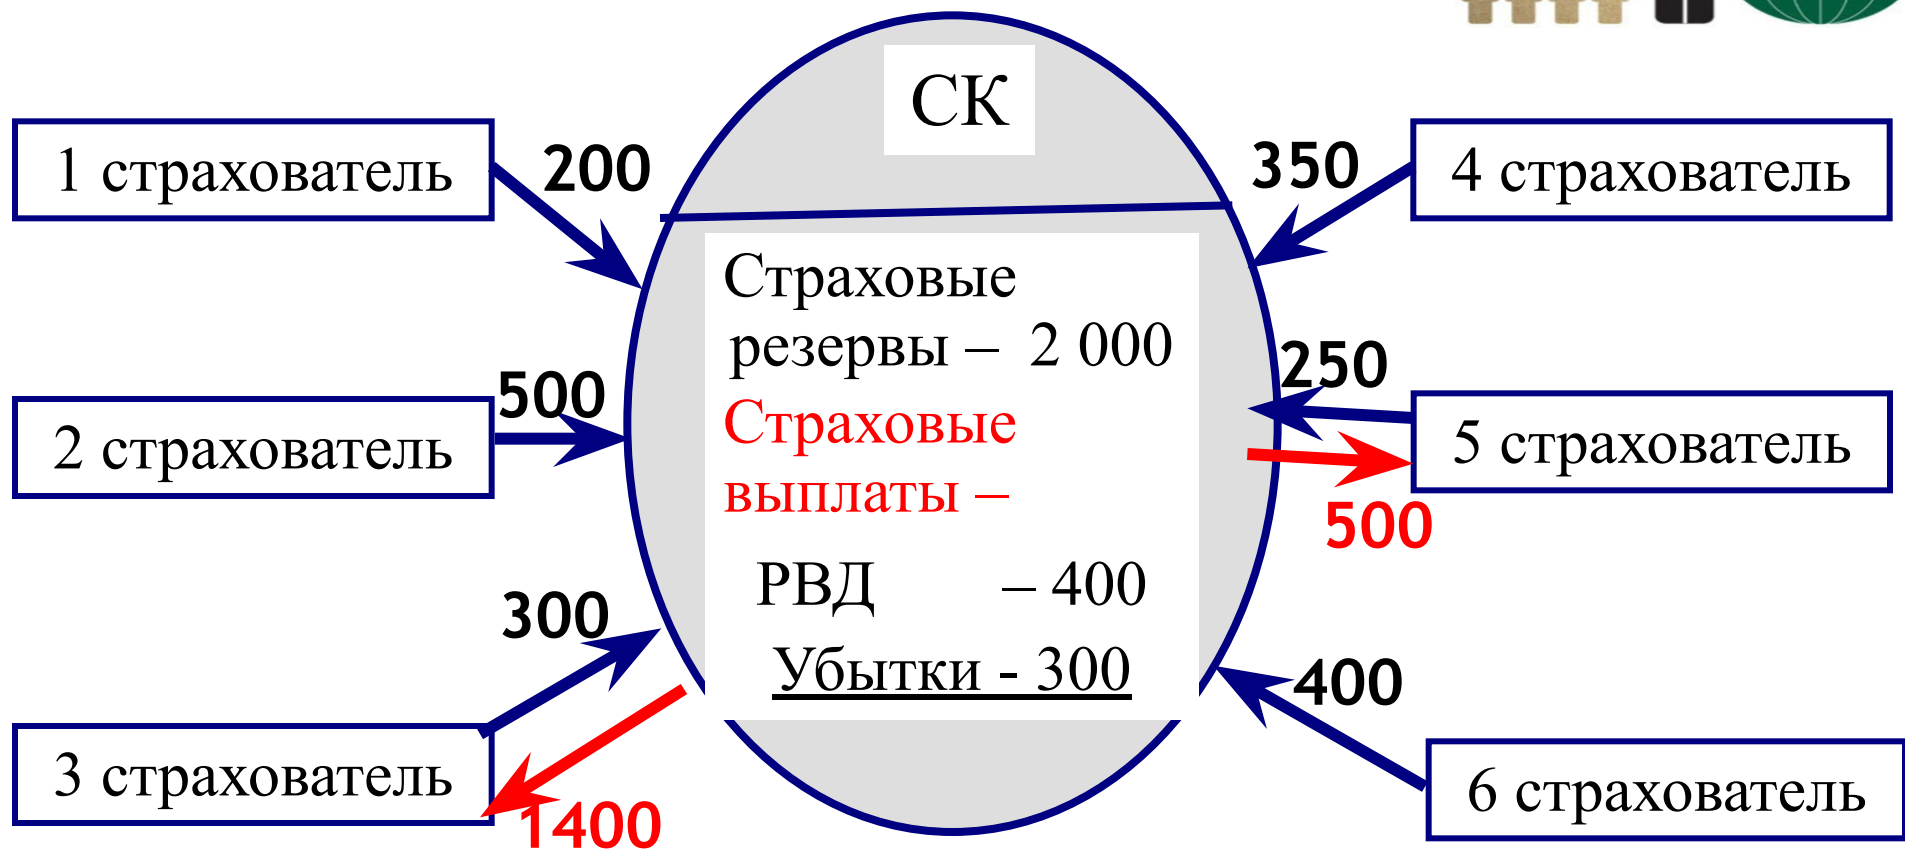 СК
1 страхователь
200
350
4 страхователь
Страховые
резервы – 2 000
Страховые
выплаты –
РВД – 400
Убытки - 300
500
2 страхователь
250
5 страхователь
500
300
3 страхователь
1400
400
6 страхователь